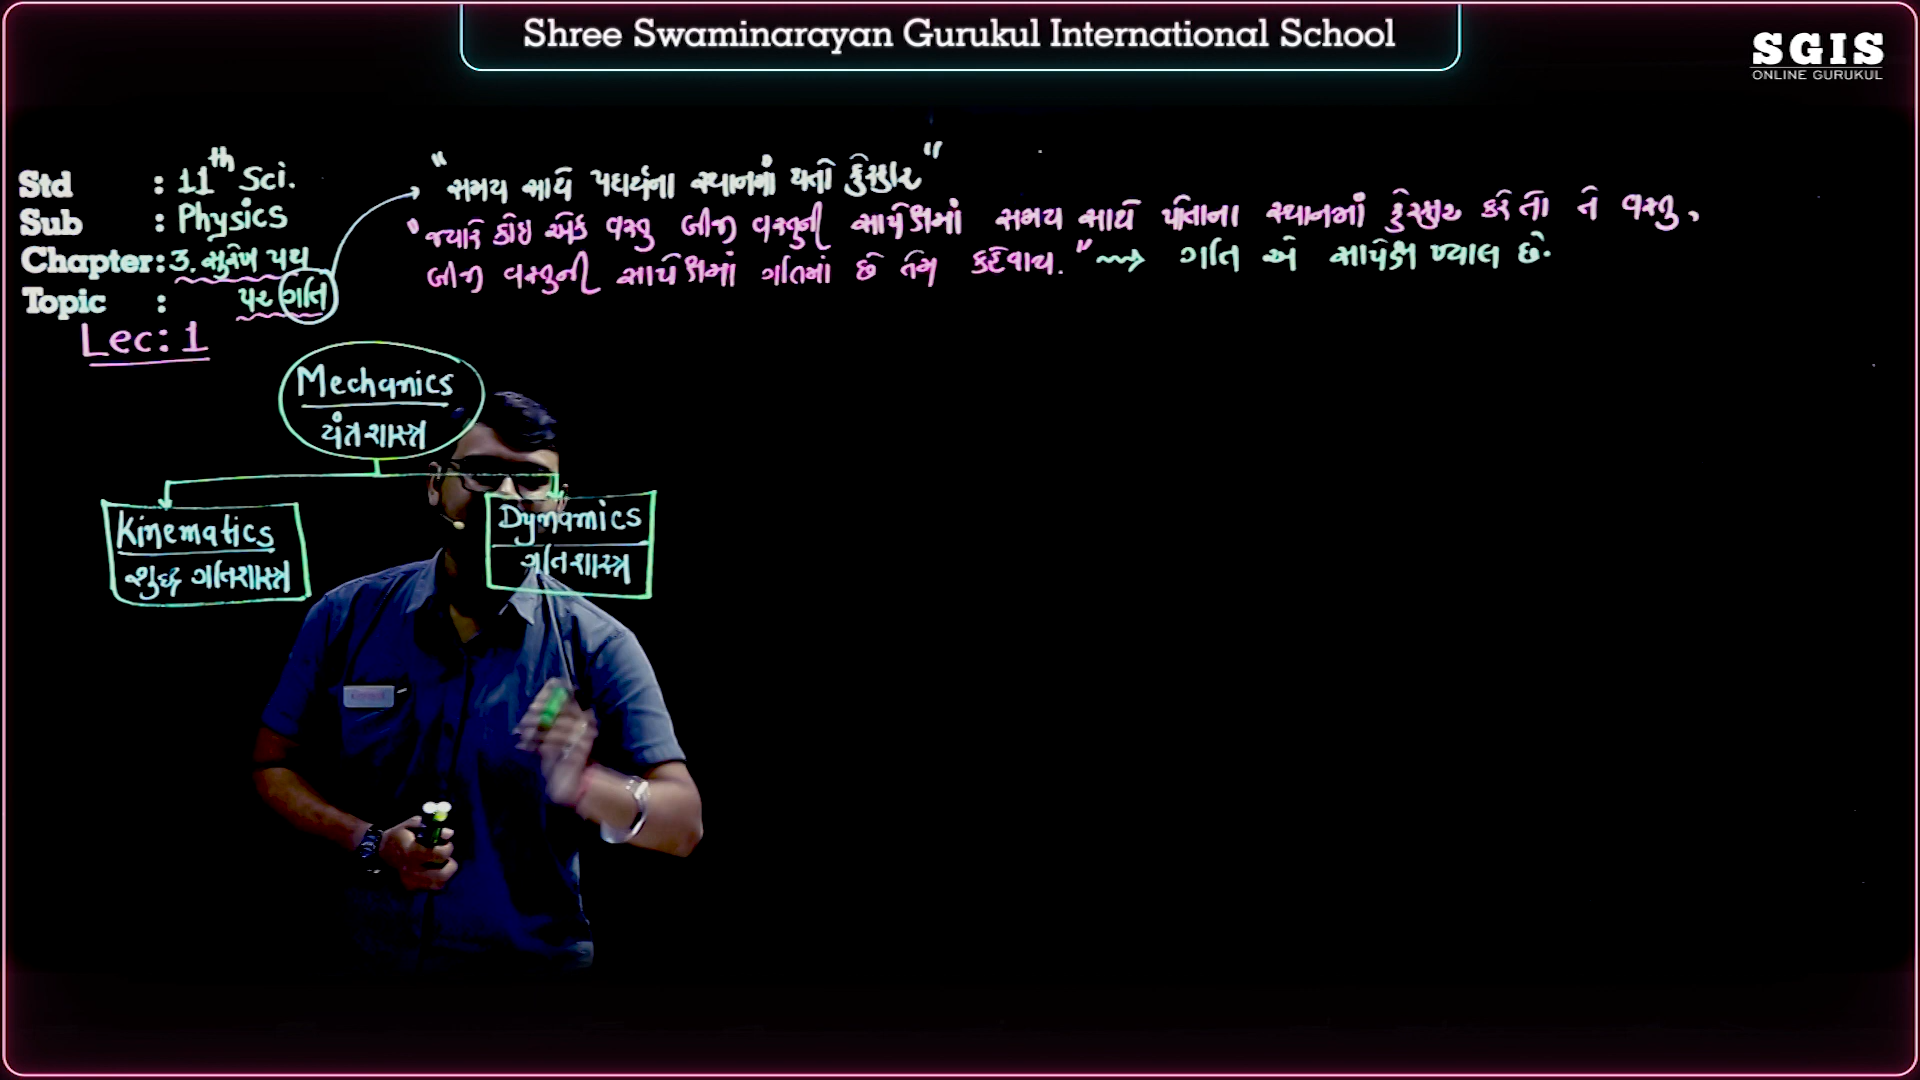 Shree Swaminarayan Gurukul International School
SGIS
ONLINE GURUKUL
Std : 11th Sci.
Sub : Physics
Chapter: 3. સુરેખ પથ
Topic : પર ગતિ
Lec: 1
"સમય સાથે પદાર્થના સ્થાનમાં થતો ફેરફાર"
"જ્યારે કોઇ એક વસ્તુ બીજી વસ્તુની સાપેક્ષમાં સમય સાથે પોતાના સ્થાનમાં ફેરફાર કરે તો તે વસ્તુ,
બીજી વસ્તુની સાપેક્ષમાં ગતિમાં છે તેમ કહેવાય." ગતિ એ સાપેક્ષ ખ્યાલ છે.
Mechanics
યંત્રશાસ્ત્ર
Kinematics
શુદ્ધ ગતિશાસ્ત્ર
Dynamics
ગતિશાસ્ત્ર